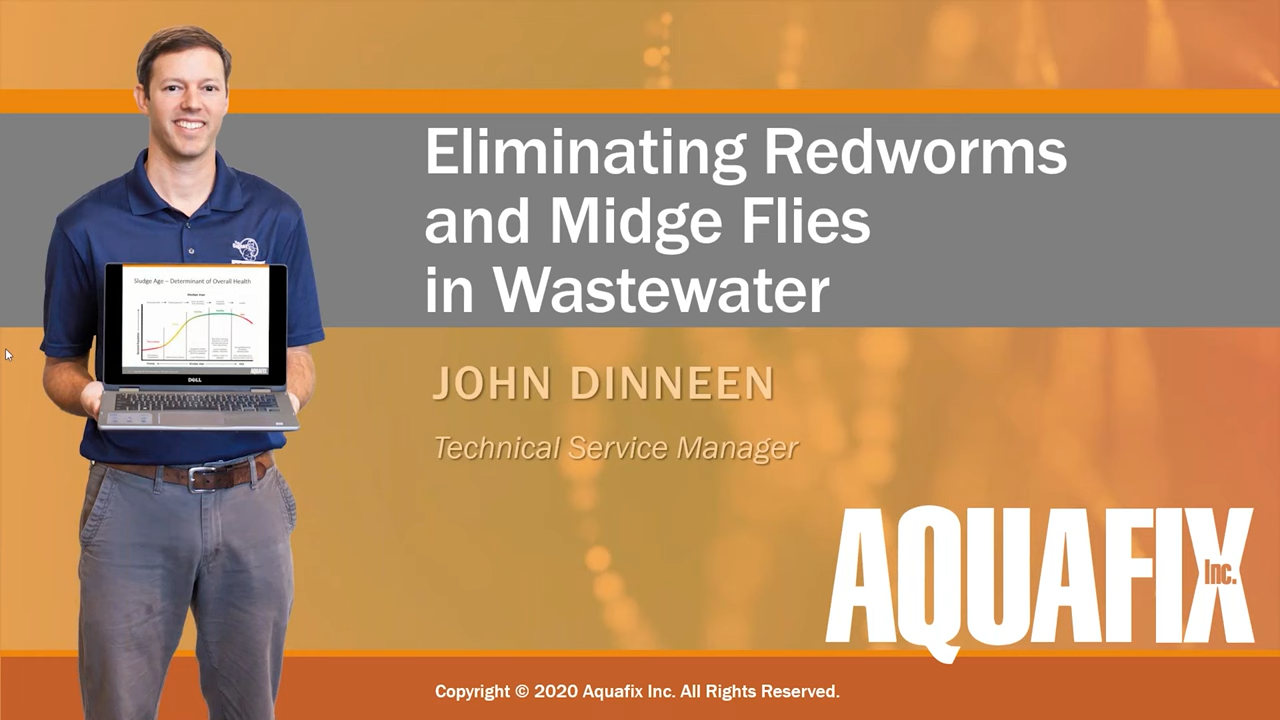 Eliminating Redworms
and Midge Flies
in Wastewater
JOHN DINNEEN
Technical Service Manager
Sludge Age – Determinant of Overall Health
DELL
AQUAFIX
Inc.
Copyright © 2020 Aquafix Inc. All Rights Reserved.